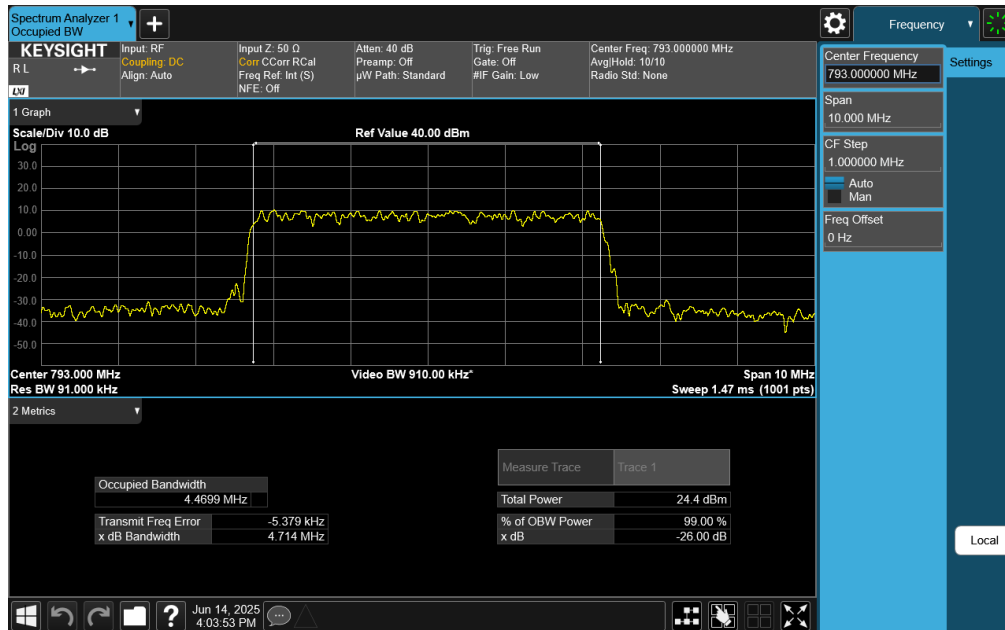 Spectrum Analyzer 1
Occupied BW
Frequency
KEYSIGHT
R L
LXI
Input: RF
Coupling: DC
Align: Auto
Input Z: 50 Ω
Corr CCorr RCal
Freq Ref: Int (S)
NFE: Off
Atten: 40 dB
Preamp: Off
µW Path: Standard
Trig: Free Run
Gate: Off
#IF Gain: Low
Center Freq: 793.000000 MHz
Avg|Hold: 10/10
Radio Std: None
Center Frequency
793.000000 MHz
Settings
Span
10.000 MHz
CF Step
1.000000 MHz
Auto
Man
Freq Offset
0 Hz
1 Graph
Scale/Div 10.0 dB
Ref Value 40.00 dBm
Log
30.0
20.0
10.0
0.00
-10.0
-20.0
-30.0
-40.0
-50.0
Center 793.000 MHz
Video BW 910.00 kHz*
Span 10 MHz
Res BW 91.000 kHz
Sweep 1.47 ms (1001 pts)
2 Metrics
Measure Trace Trace 1
Occupied Bandwidth
4.4699 MHz
Total Power 24.4 dBm
Transmit Freq Error -5.379 kHz
% of OBW Power 99.00 %
x dB Bandwidth 4.714 MHz
x dB -26.00 dB
Local
?
Jun 14, 2025
4:03:53 PM